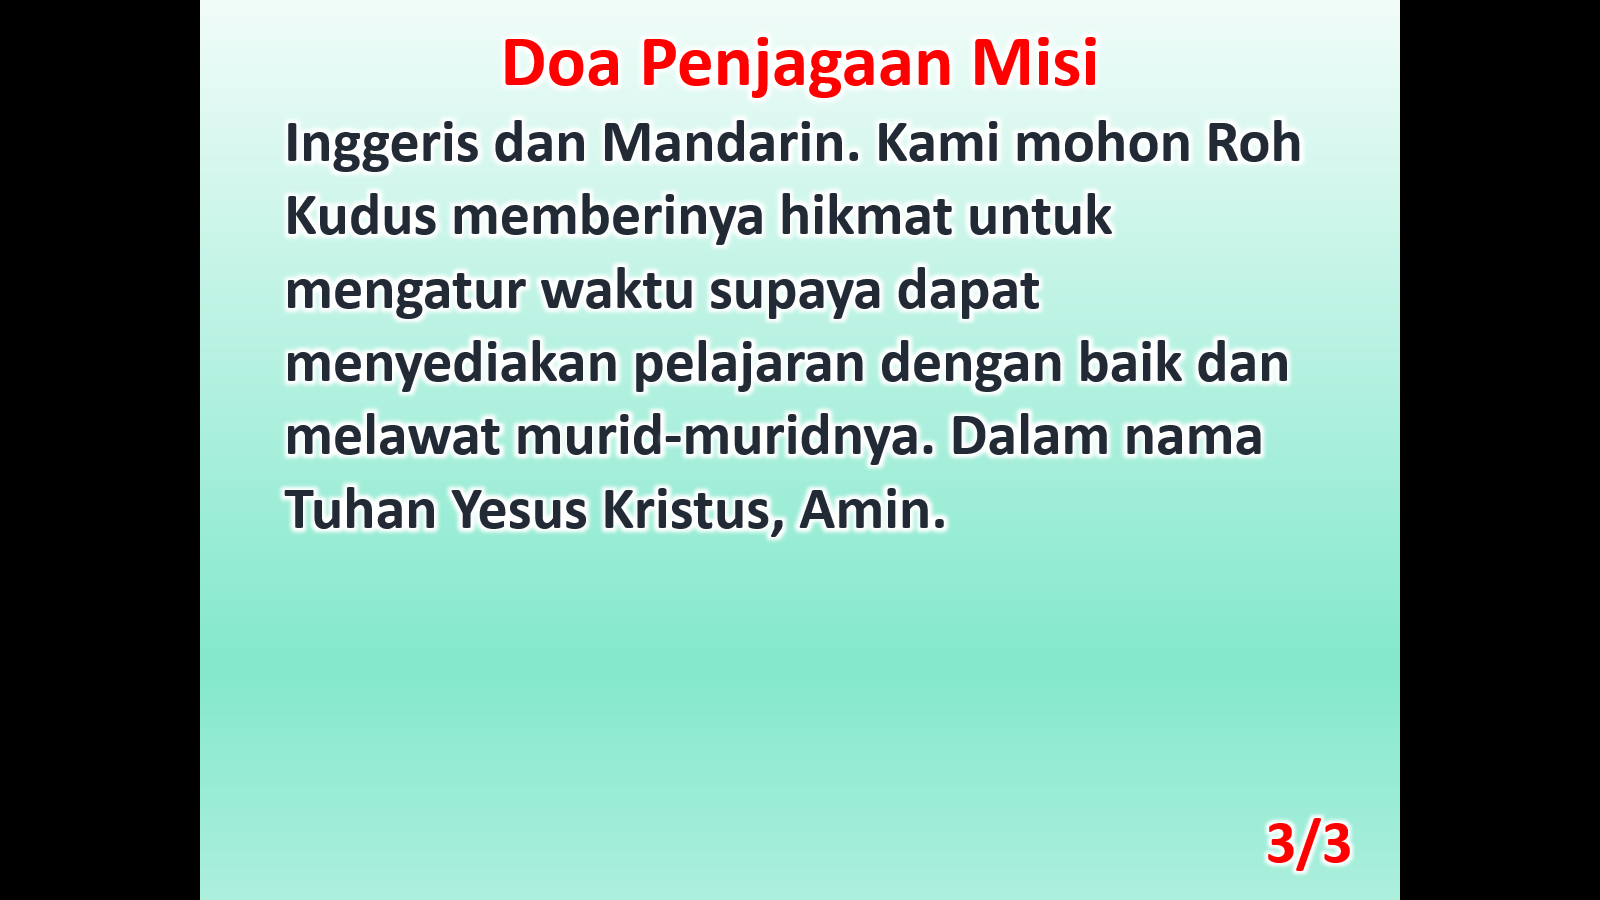 Doa Penjagaan Misi
Inggeris dan Mandarin. Kami mohon Roh
Kudus memberinya hikmat untuk
mengatur waktu supaya dapat
menyediakan pelajaran dengan baik dan
melawat murid-muridnya. Dalam nama
Tuhan Yesus Kristus, Amin.
3/3